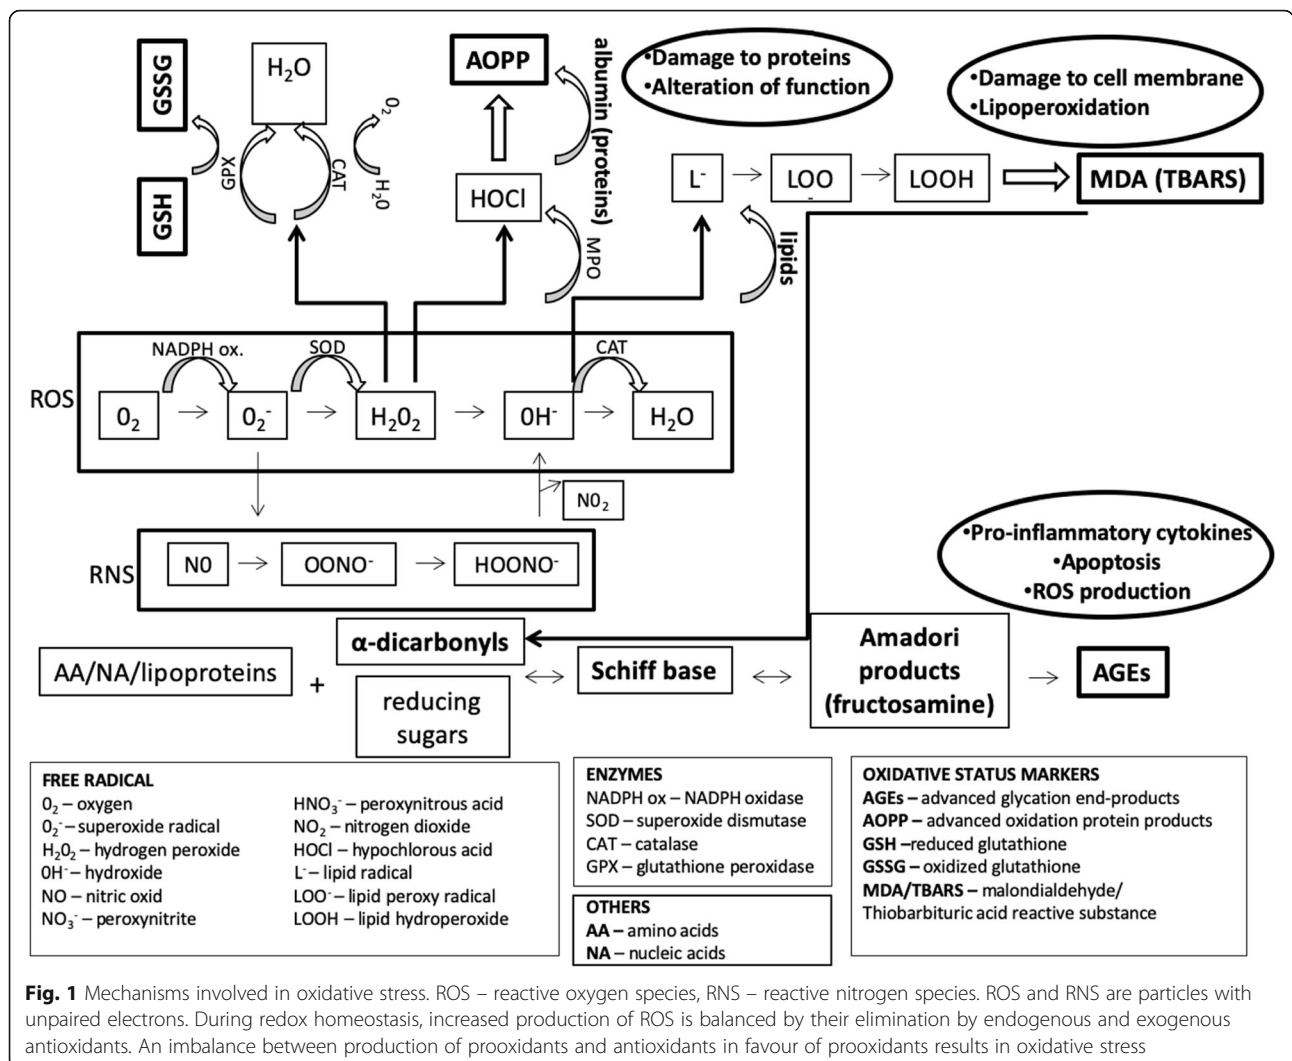 GSSG
H₂O
AOPP
albumin (proteins)
•Damage to proteins
•Alteration of function
•Damage to cell membrane
•Lipoperoxidation
0₂
GPX
CAT
H₂0
GSH
HOCl
MPO
L⁻
LOO
-
LOOH
MDA (TBARS)
lipids
NADPH ox.
SOD
CAT
ROS
0₂
0₂⁻
H₂0₂
0H⁻
H₂O
N0₂
RNS
N0
OONO⁻
HOONO⁻
•Pro-inflammatory cytokines
•Apoptosis
•ROS production
AA/NA/lipoproteins
+
α-dicarbonyls
reducing
sugars
Schiff base
Amadori
products
(fructosamine)
AGEs
FREE RADICAL
0₂ – oxygen
0₂⁻– superoxide radical
H₂0₂ – hydrogen peroxide
0H⁻– hydroxide
NO – nitric oxid
NO₃⁻ – peroxynitrite
HNO₃⁻ – peroxynitrous acid
NO₂ – nitrogen dioxide
HOCl – hypochlorous acid
L⁻ – lipid radical
LOO⁻ – lipid peroxy radical
LOOH – lipid hydroperoxide
ENZYMES
NADPH ox – NADPH oxidase
SOD – superoxide dismutase
CAT – catalase
GPX – glutathione peroxidase
OTHERS
AA – amino acids
NA – nucleic acids
OXIDATIVE STATUS MARKERS
AGEs – advanced glycation end-products
AOPP – advanced oxidation protein products
GSH –reduced glutathione
GSSG – oxidized glutathione
MDA/TBARS – malondialdehyde/
Thiobarbituric acid reactive substance
Fig. 1 Mechanisms involved in oxidative stress. ROS – reactive oxygen species, RNS – reactive nitrogen species. ROS and RNS are particles with
unpaired electrons. During redox homeostasis, increased production of ROS is balanced by their elimination by endogenous and exogenous
antioxidants. An imbalance between production of prooxidants and antioxidants in favour of prooxidants results in oxidative stress